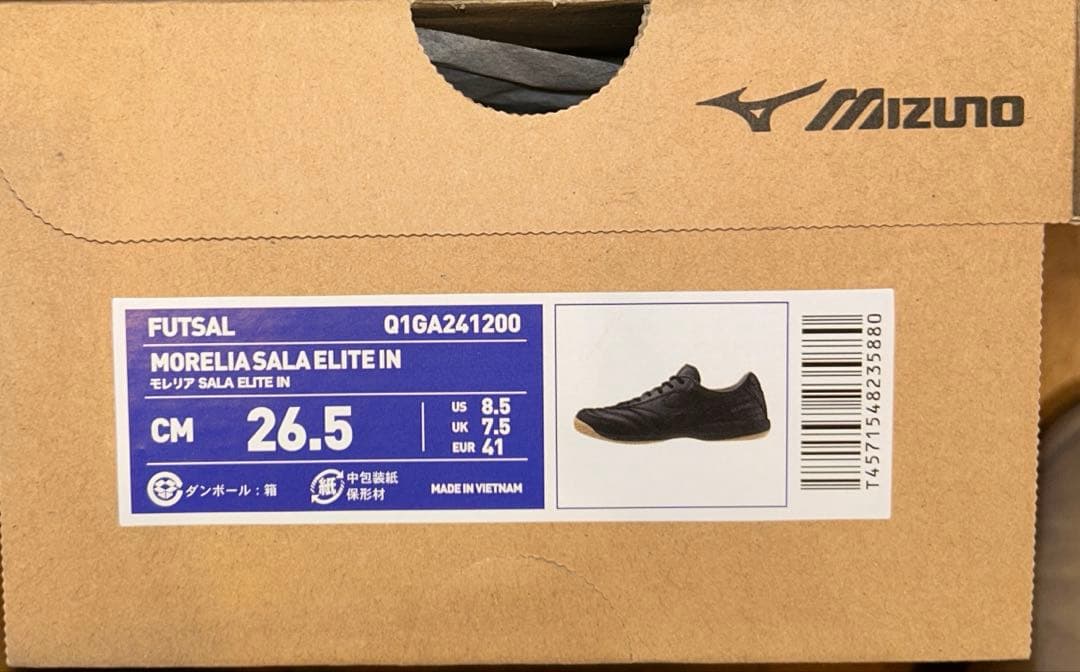 MIZUNO
FUTSAL Q1GA241200
MORELIA SALA ELITE IN
モレリア SALA ELITE IN
CM 26.5
US 8.5
UK 7.5
EUR 41
ダンボール：箱
紙 中包装紙
保形材
MADE IN VIETNAM
T4571548235880